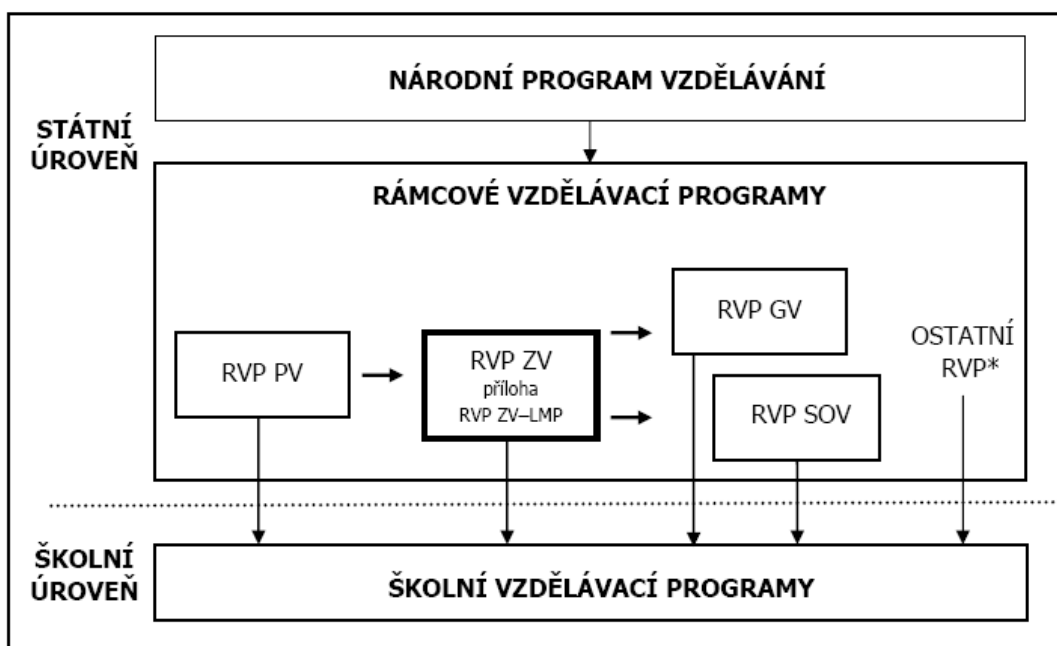 NÁRODNÍ PROGRAM VZDĚLÁVÁNÍ
STÁTNÍ
ÚROVEŇ
RÁMCOVÉ VZDĚLÁVACÍ PROGRAMY
RVP PV
RVP ZV
příloha
RVP ZV–LMP
RVP GV
RVP SOV
OSTATNÍ
RVP*
ŠKOLNÍ
ÚROVEŇ
ŠKOLNÍ VZDĚLÁVACÍ PROGRAMY